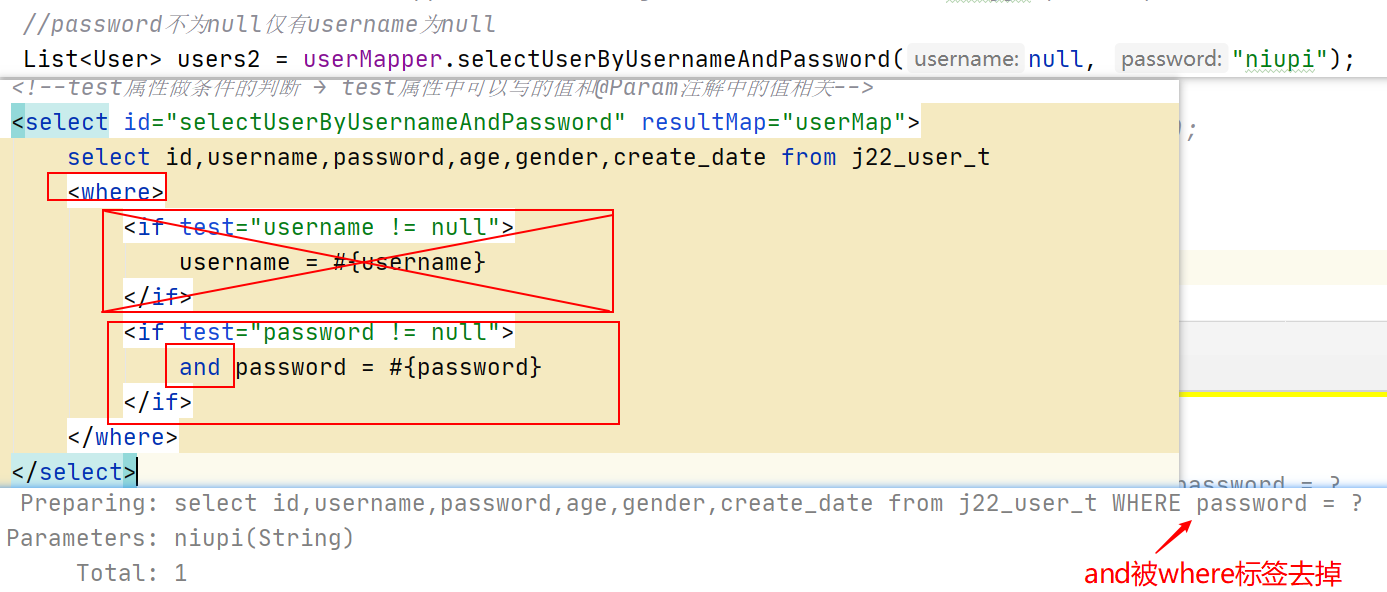 //password不为null仅有username为null
List<User> users2 = userMapper.selectUserByUsernameAndPassword( username: null, password: "niupi");
<!--test属性做条件的判断 → test属性中可以写的值和@Param注解中的值相关-->
);
<select id="selectUserByUsernameAndPassword" resultMap="userMap">
select id,username,password,age,gender,create_date from j22_user_t
<where>
<if test="username != null">
username = #{username}
</if>
<if test="password != null">
and password = #{password}
</if>
</where>
</select>
password = ?
Preparing: select id,username,password,age,gender,create_date from j22_user_t WHERE password = ?
Parameters: niupi(String)
Total: 1
and被where标签去掉